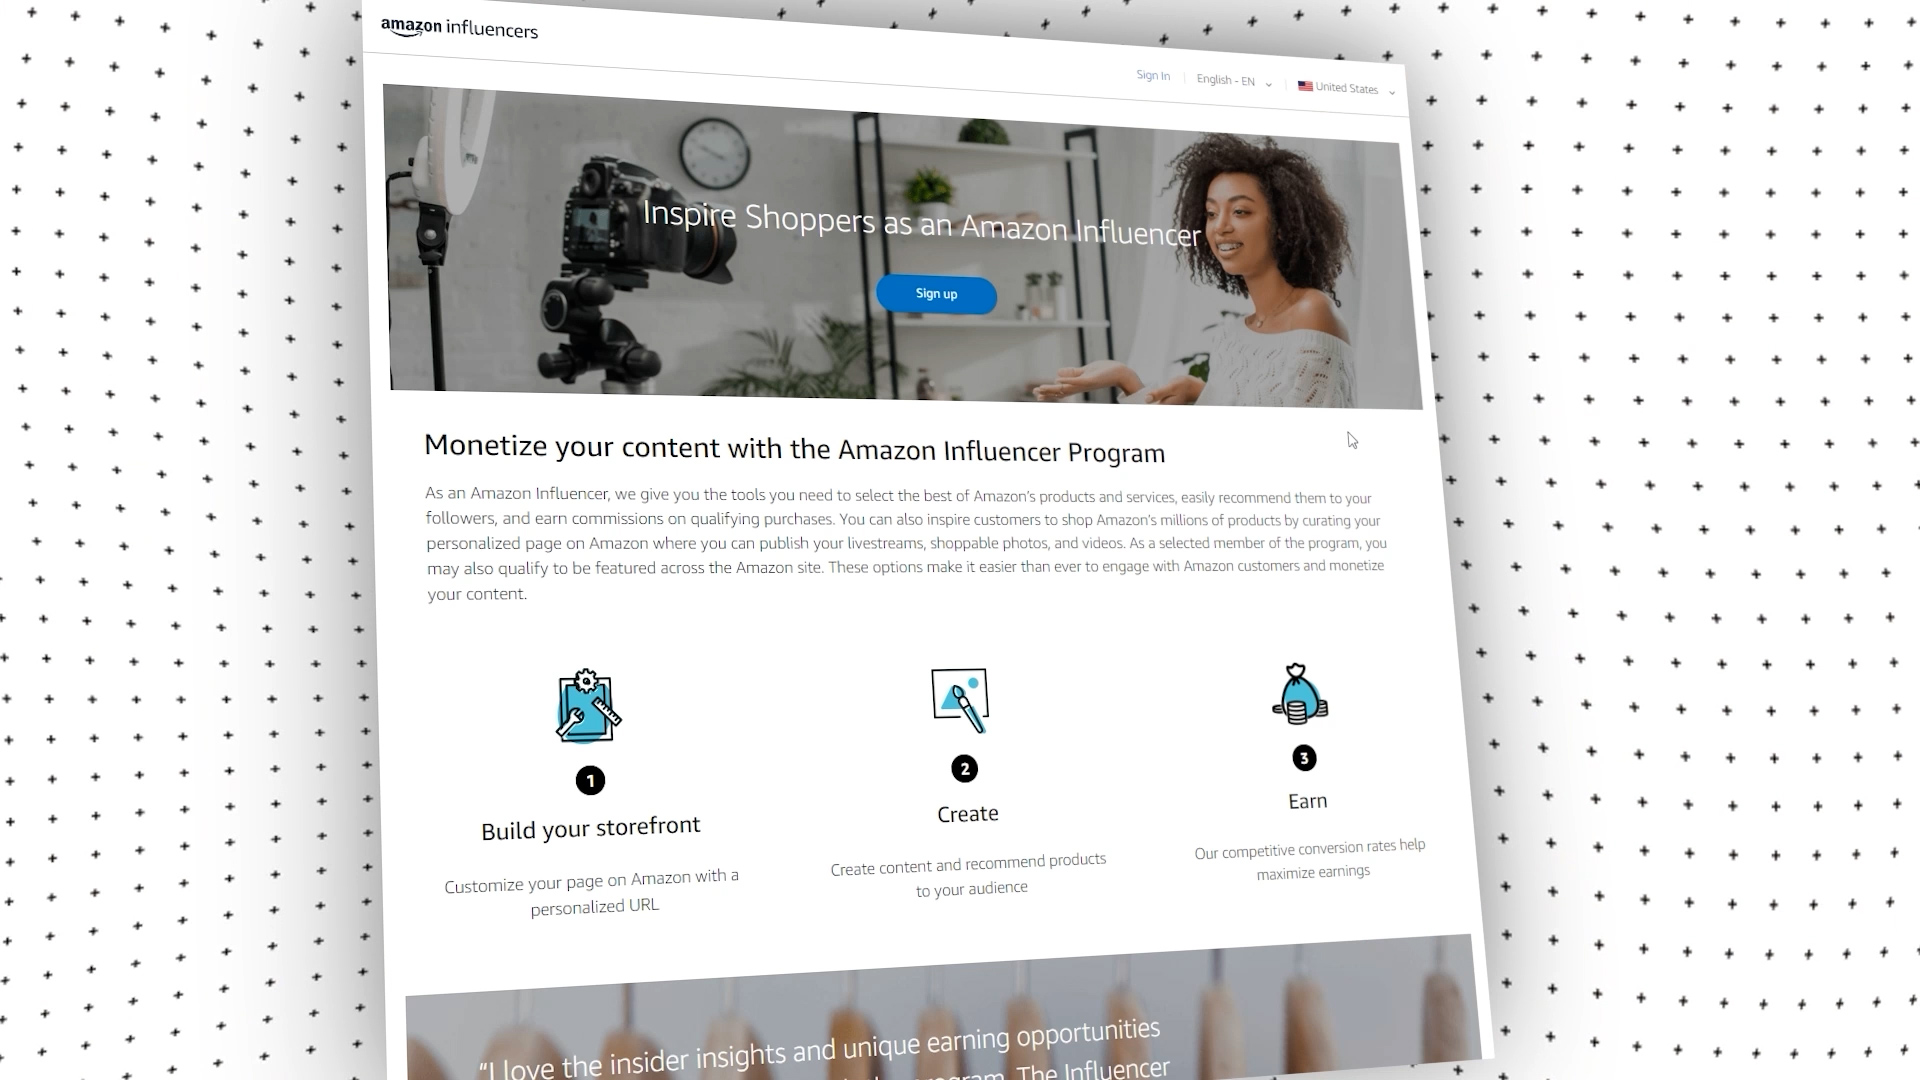 amazon influencers
Sign In
English - EN
United States
Inspire Shoppers as an Amazon Influencer
Sign up
Monetize your content with the Amazon Influencer Program
As an Amazon Influencer, we give you the tools you need to select the best of Amazon's products and services, easily recommend them to your
followers, and earn commissions on qualifying purchases. You can also inspire customers to shop Amazon's millions of products by curating your
personalized page on Amazon where you can publish your livestreams, shoppable photos, and videos. As a selected member of the program, you
may also qualify to be featured across the Amazon site. These options make it easier than ever to engage with Amazon customers and monetize
your content.
1
Build your storefront
Customize your page on Amazon with a
personalized URL
2
Create
Create content and recommend products
to your audience
3
Earn
Our competitive conversion rates help
maximize earnings
“I love the insider insights and unique earning opportunities
The Influencer